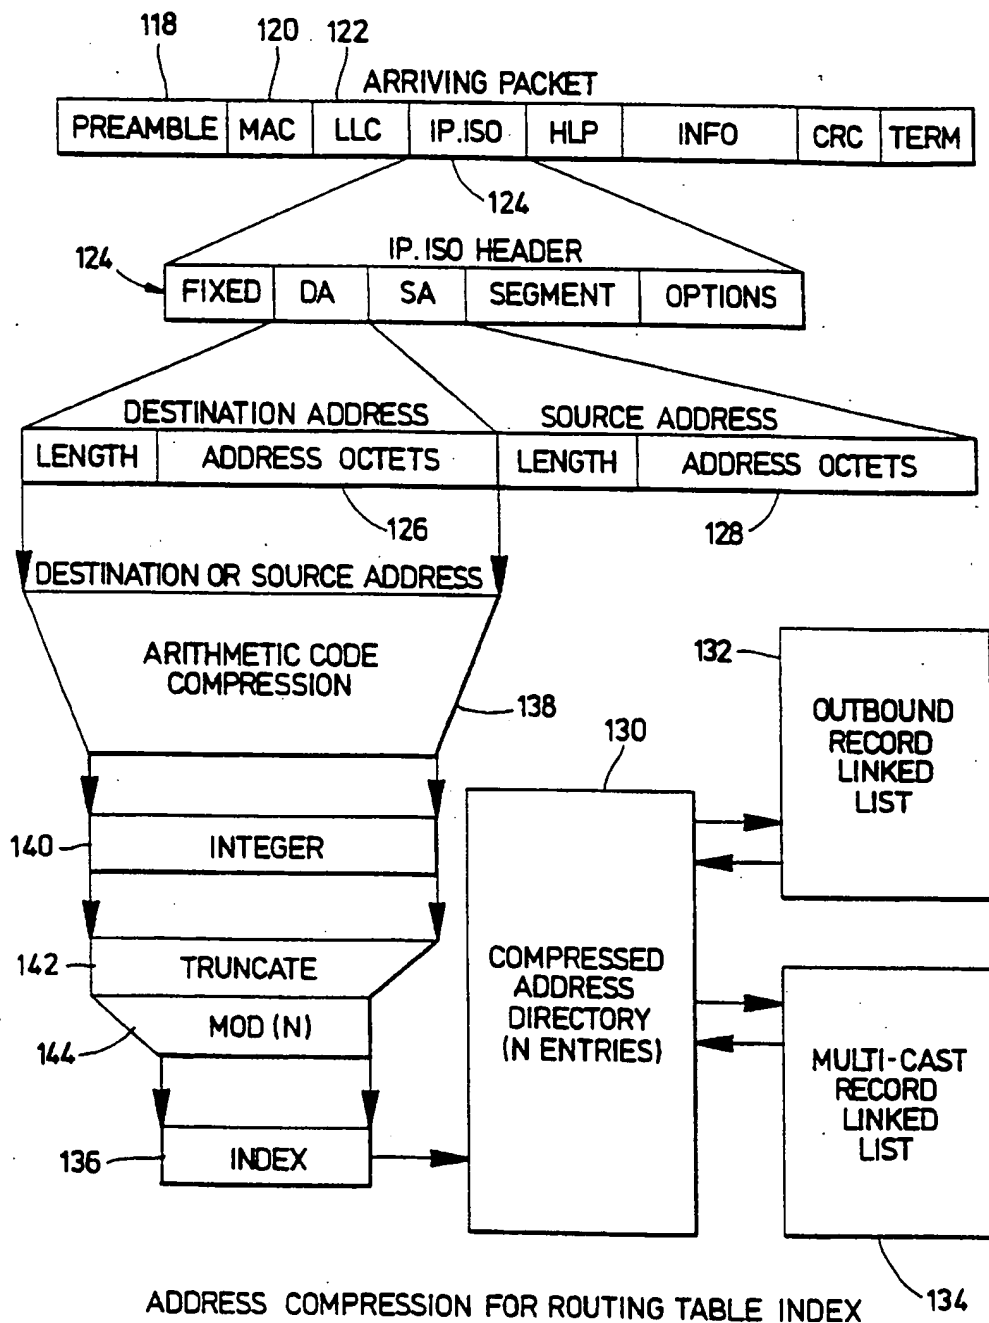 118 120 122
ARRIVING PACKET
PREAMBLE MAC LLC IP.ISO HLP INFO CRC TERM
124
IP.ISO HEADER
124
FIXED DA SA SEGMENT OPTIONS
DESTINATION ADDRESS SOURCE ADDRESS
LENGTH ADDRESS OCTETS LENGTH ADDRESS OCTETS
126 128
DESTINATION OR SOURCE ADDRESS
ARITHMETIC CODE
COMPRESSION
138
140
INTEGER
142
TRUNCATE
144
MOD (N)
136
INDEX
130
COMPRESSED
ADDRESS
DIRECTORY
(N ENTRIES)
132
OUTBOUND
RECORD
LINKED
LIST
MULTI-CAST
RECORD
LINKED
LIST
134
ADDRESS COMPRESSION FOR ROUTING TABLE INDEX